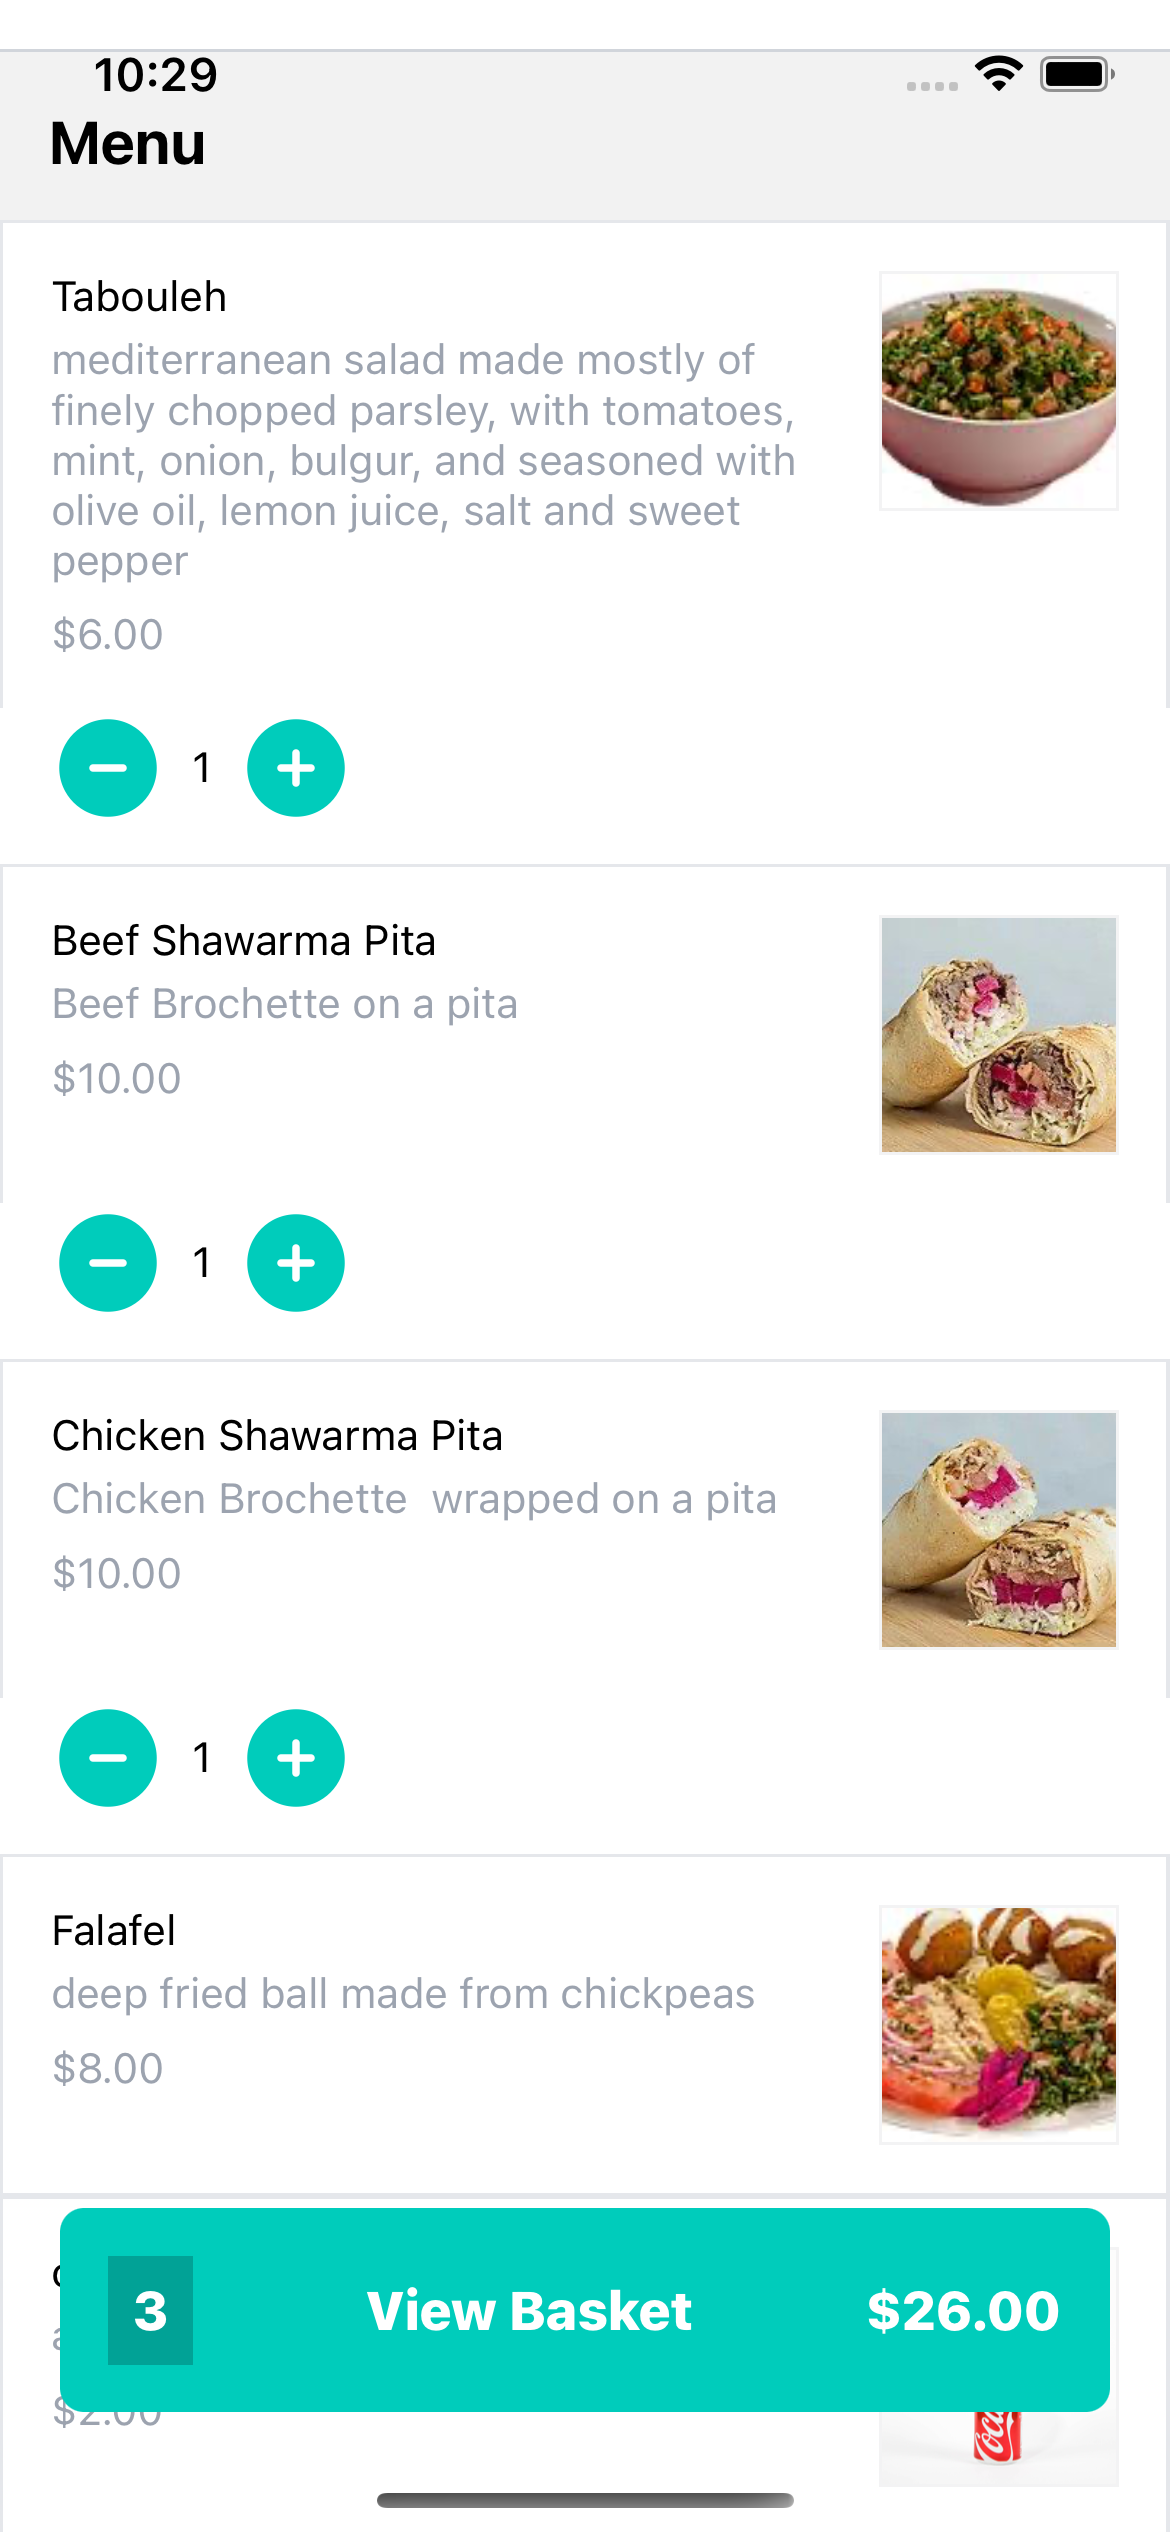 10:29
Menu
Tabouleh
mediterranean salad made mostly of
finely chopped parsley, with tomatoes,
mint, onion, bulgur, and seasoned with
olive oil, lemon juice, salt and sweet
pepper
$6.00
1
Beef Shawarma Pita
Beef Brochette on a pita
$10.00
1
Chicken Shawarma Pita
Chicken Brochette  wrapped on a pita
$10.00
1
Falafel
deep fried ball made from chickpeas
$8.00
3 View Basket $26.00
$2.00